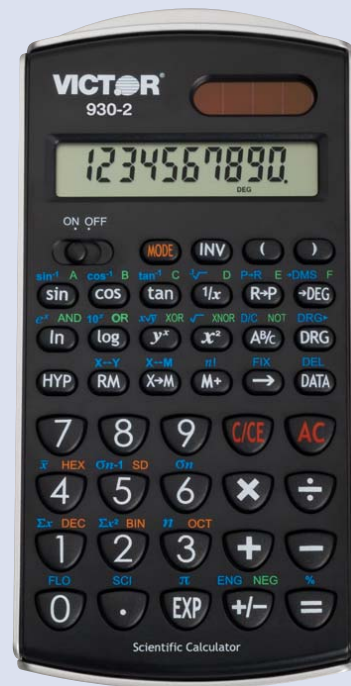 VICTOR®
930-2
1234567890.
DEG
ON OFF
MODE INV ( )
sin⁻¹ A cos⁻¹ B tan⁻¹ C ³√ D P→R E →DMS F
sin cos tan 1/x R→P →DEG
eˣ AND 10ˣ OR ˣ√Y XOR √ XNOR D/C NOT DRG▸
ln log yˣ x² Ab/c DRG
X↔Y X↔M n! FIX DEL
HYP RM X→M M+ → DATA
7 8 9 C/CE AC
x̄ HEX σn-1 SD σn
4 5 6 × ÷
Σx DEC Σx² BIN n OCT
1 2 3 + −
FLO SCI π ENG NEG %
0 . EXP +/− =
Scientific Calculator